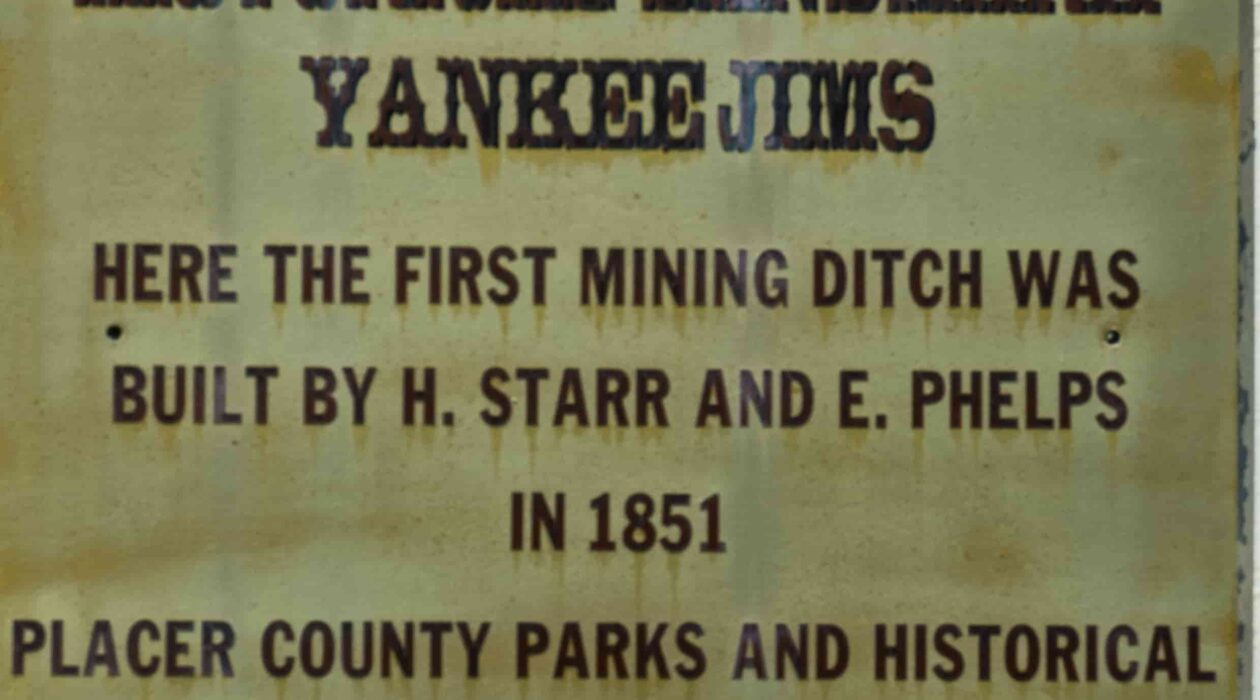 YANKEE JIMS
HERE THE FIRST MINING DITCH WAS
BUILT BY H. STARR AND E. PHELPS
IN 1851
PLACER COUNTY PARKS AND HISTORICAL